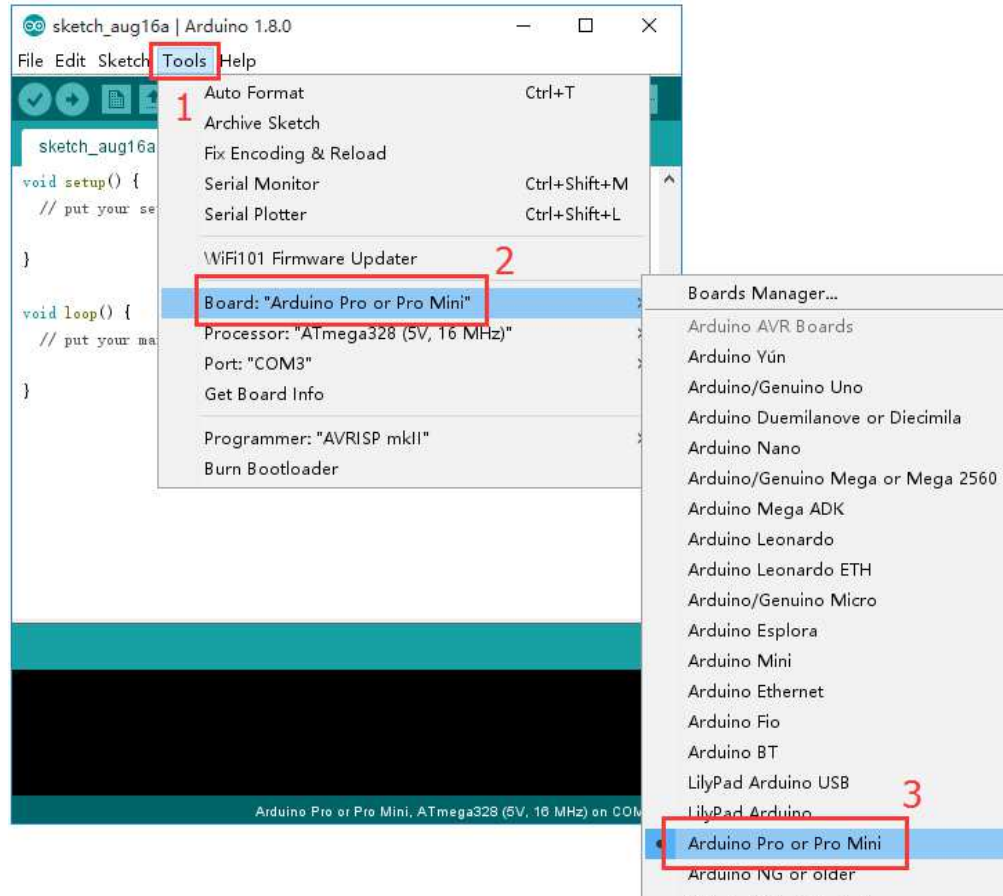 sketch_aug16a | Arduino 1.8.0
File Edit Sketch Tools Help
1
sketch_aug16a
void setup() {
// put your se
}
void loop() {
// put your ma
}
Auto Format Ctrl+T
Archive Sketch
Fix Encoding & Reload
Serial Monitor Ctrl+Shift+M
Serial Plotter Ctrl+Shift+L
WiFi101 Firmware Updater
2
Board: "Arduino Pro or Pro Mini"
Processor: "ATmega328 (5V, 16 MHz)"
Port: "COM3"
Get Board Info
Programmer: "AVRISP mkII"
Burn Bootloader
Boards Manager...
Arduino AVR Boards
Arduino Yún
Arduino/Genuino Uno
Arduino Duemilanove or Diecimila
Arduino Nano
Arduino/Genuino Mega or Mega 2560
Arduino Mega ADK
Arduino Leonardo
Arduino Leonardo ETH
Arduino/Genuino Micro
Arduino Esplora
Arduino Mini
Arduino Ethernet
Arduino Fio
Arduino BT
LilyPad Arduino USB
LilyPad Arduino
3
Arduino Pro or Pro Mini
Arduino NG or older
Arduino Pro or Pro Mini, ATmega328 (5V, 16 MHz) on COM